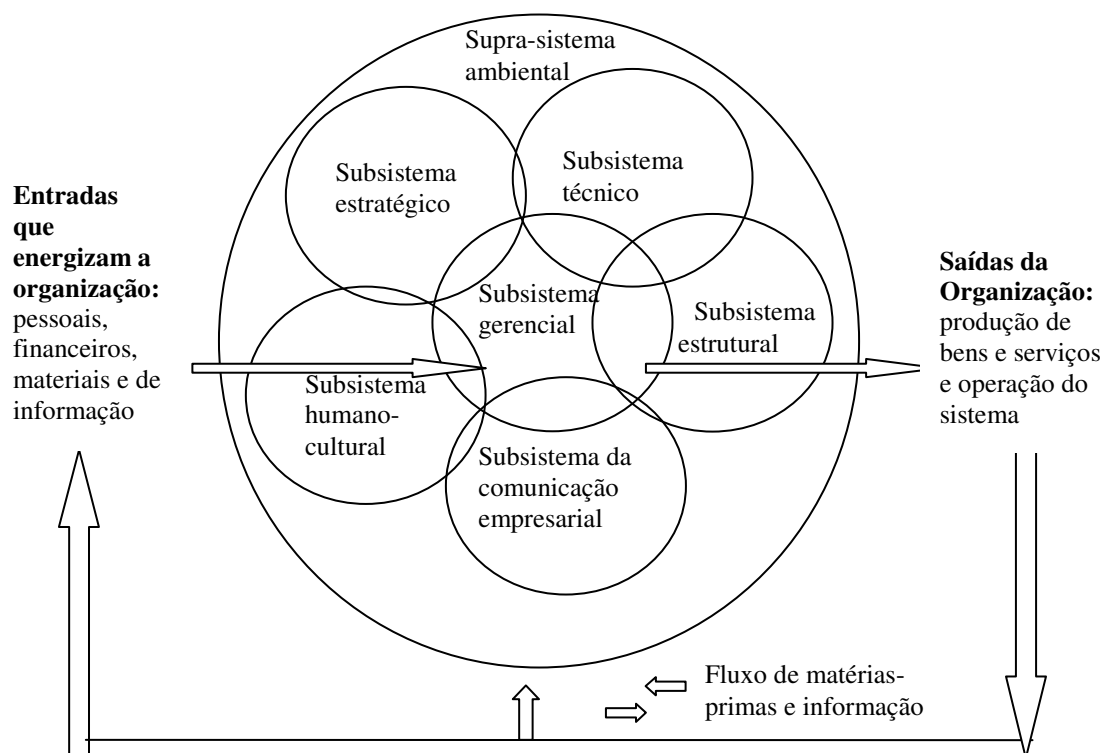 Supra-sistema
ambiental
Subsistema
estratégico
Subsistema
técnico
Entradas
que
energizam a
organização:
pessoais,
financeiros,
materiais e de
informação
Subsistema
gerencial
Subsistema
estrutural
Saídas da
Organização:
produção de
bens e serviços
e operação do
sistema
Subsistema
humano-
cultural
Subsistema da
comunicação
empresarial
Fluxo de matérias-
primas e informação